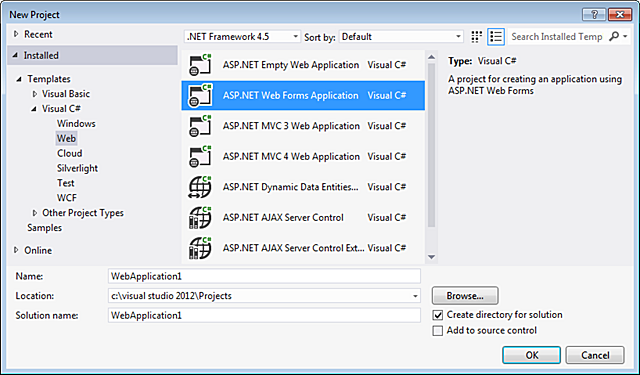 New Project
Recent
.NET Framework 4.5
Sort by:
Default
Search Installed Temp
Installed
Templates
Visual Basic
Visual C#
Windows
Web
Cloud
Silverlight
Test
WCF
Other Project Types
Samples
Online
ASP.NET Empty Web Application Visual C#
ASP.NET Web Forms Application Visual C#
ASP.NET MVC 3 Web Application Visual C#
ASP.NET MVC 4 Web Application Visual C#
ASP.NET Dynamic Data Entities... Visual C#
ASP.NET AJAX Server Control Visual C#
ASP.NET AJAX Server Control Ext... Visual C#
Type: Visual C#
A project for creating an application using
ASP.NET Web Forms
Name: WebApplication1
Location: c:\visual studio 2012\Projects
Browse...
Solution name: WebApplication1
Create directory for solution
Add to source control
OK
Cancel